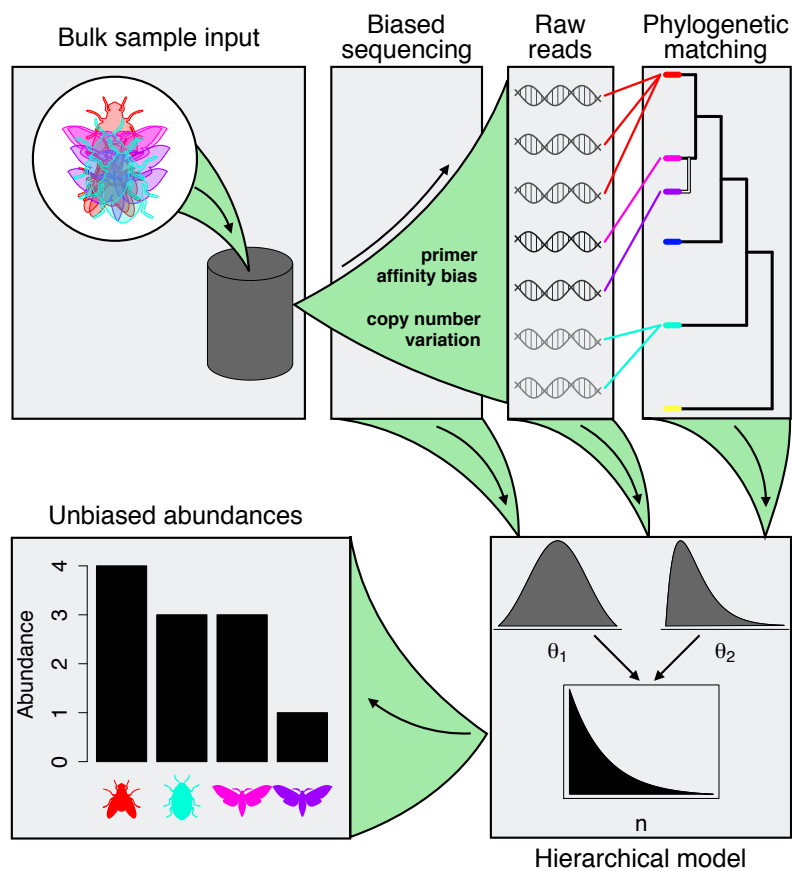 Bulk sample input
Biased
sequencing
Raw
reads
Phylogenetic
matching
primer
affinity bias
copy number
variation
Unbiased abundances
Abundance
4
3
2
1
0
θ1
θ2
n
Hierarchical model